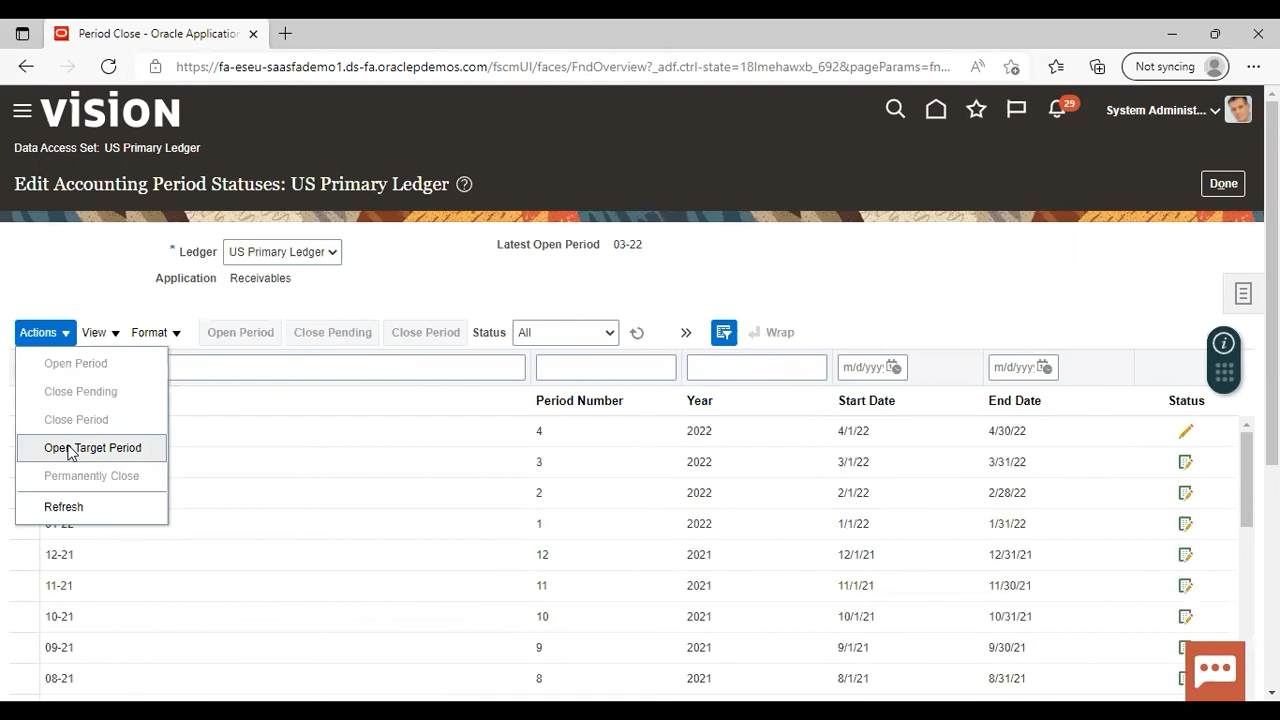 Period Close - Oracle Applicatio
https://fa-eseu-saasfademo1.ds-fa.oraclepdemos.com/fscmUI/faces/FndOverview?_adf.ctrl-state=18lmehawxb_692&pageParams=fn...
Not syncing
VISION
29
System Administ...
Data Access Set: US Primary Ledger
Edit Accounting Period Statuses: US Primary Ledger
Done
* Ledger US Primary Ledger
Latest Open Period 03-22
Application Receivables
Actions View Format Open Period Close Pending Close Period Status All Wrap
Open Period
Close Pending
Close Period
Open Target Period
Permanently Close
Refresh
m/d/yyy m/d/yyy
Period Number Year Start Date End Date Status
4 2022 4/1/22 4/30/22
3 2022 3/1/22 3/31/22
2 2022 2/1/22 2/28/22
01-22 1 2022 1/1/22 1/31/22
12-21 12 2021 12/1/21 12/31/21
11-21 11 2021 11/1/21 11/30/21
10-21 10 2021 10/1/21 10/31/21
09-21 9 2021 9/1/21 9/30/21
08-21 8 2021 8/1/21 8/31/21